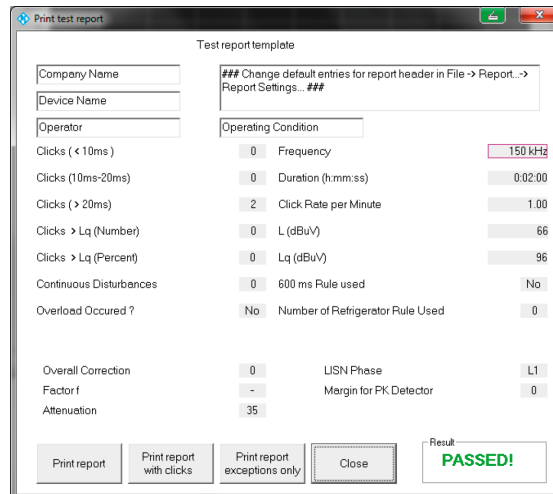 Print test report
Test report template
Company Name
### Change default entries for report header in File -> Report...->
Report Settings... ###
Device Name
Operator
Operating Condition
Clicks ( < 10ms ) 0 Frequency 150 kHz
Clicks (10ms-20ms) 0 Duration (h:mm:ss) 0:02:00
Clicks ( > 20ms) 2 Click Rate per Minute 1.00
Clicks > Lq (Number) 0 L (dBuV) 66
Clicks > Lq (Percent) 0 Lq (dBuV) 96
Continuous Disturbances 0 600 ms Rule used No
Overload Occured ? No Number of Refrigerator Rule Used 0
Overall Correction 0 LISN Phase L1
Factor f - Margin for PK Detector 0
Attenuation 35
Print report
Print report
with clicks
Print report
exceptions only
Close
Result
PASSED!